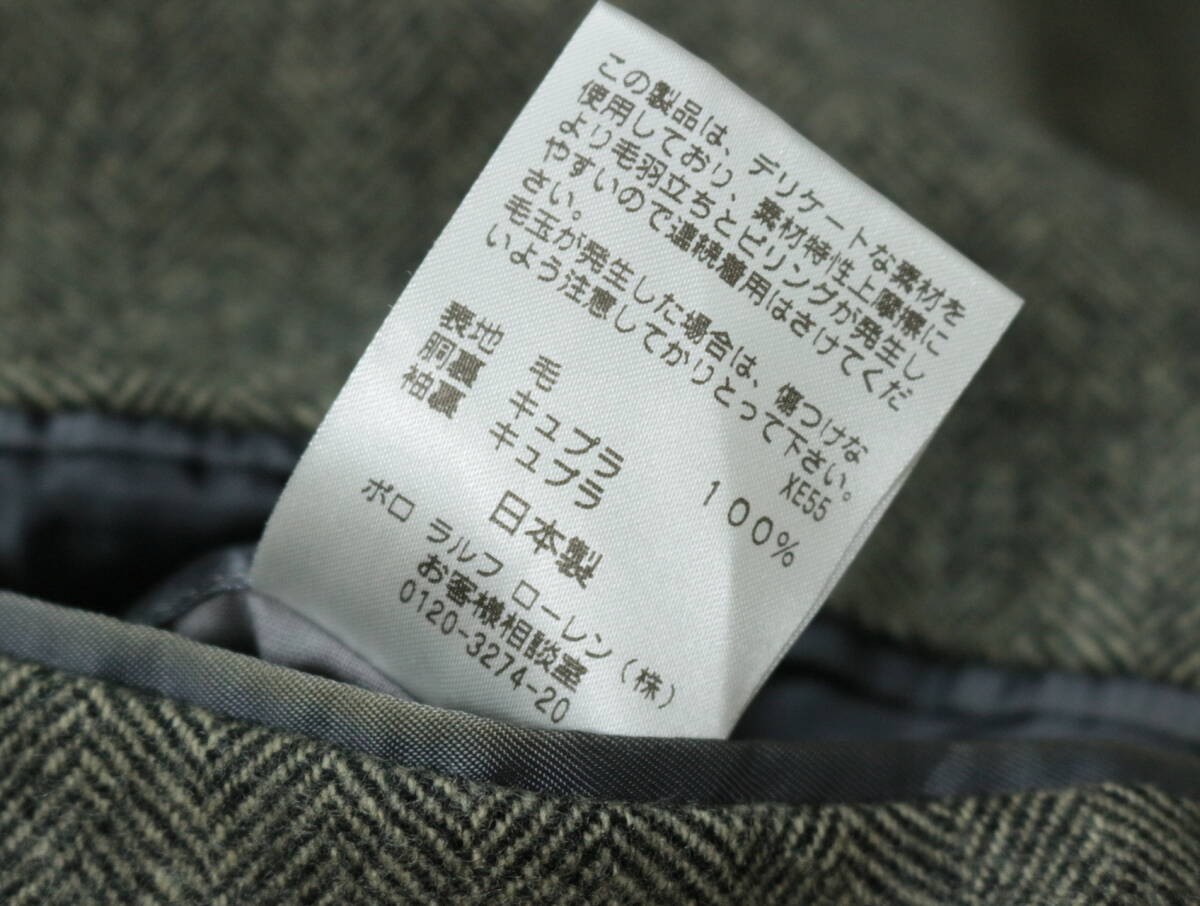 この製品は、デリケートな素材を
使用しており、素材特性上摩擦に
より毛羽立ちとピリングが発生し
やすいので連続着用はさけてくだ
さい。
毛玉が発生した場合は、傷つけな
いよう注意してかりとって下さい。
XE55
表地 毛 100%
胴裏 キュプラ
袖裏 キュプラ
日本製
ポロ ラルフ ローレン(株)
お客様相談室
0120-3274-20